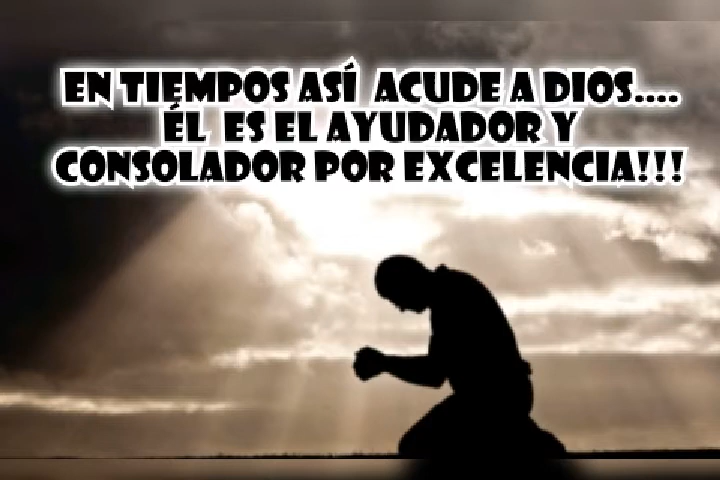 EN TIEMPOS ASÍ ACUDE A DIOS....
ÉL ES EL AYUDADOR Y
CONSOLADOR POR EXCELENCIA!!!